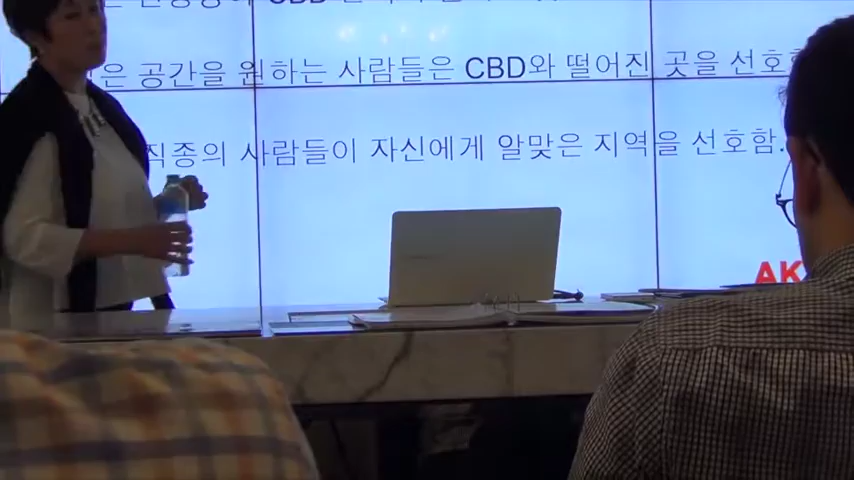 CBD
공간을 원하는 사람들은 CBD와 떨어진 곳을 선호
직종의 사람들이 자신에게 알맞은 지역을 선호함.
AK